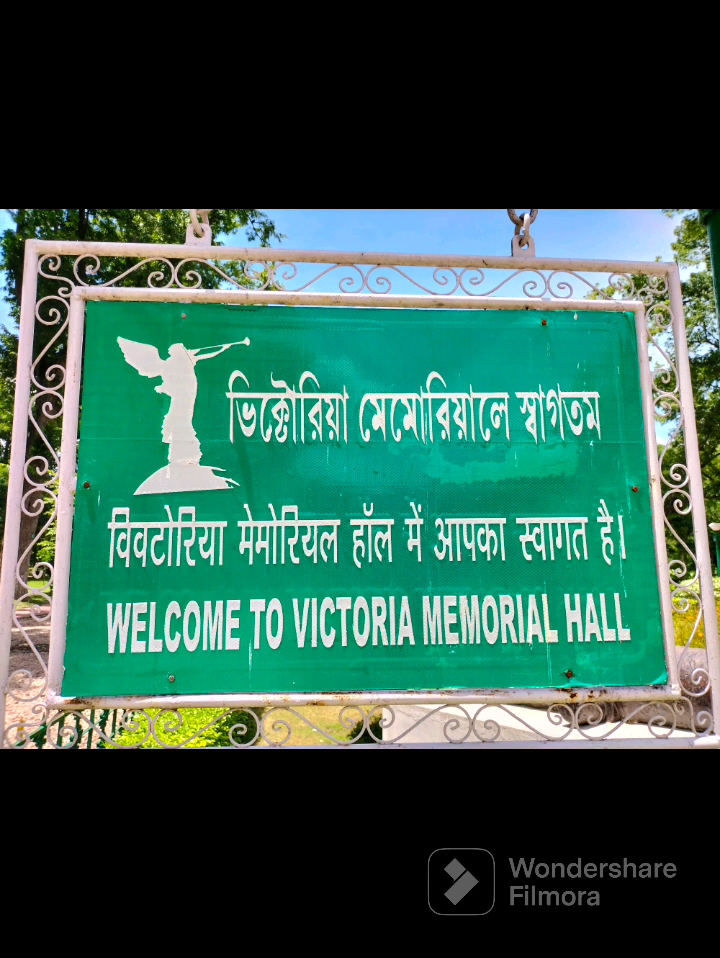 ভিক্টৌরিয়া মেমোরিয়ালে স্বাগতম
विक्टोरिया मेमोरियल हॉल में आपका स्वागत है।
WELCOME TO VICTORIA MEMORIAL HALL
Wondershare
Filmora